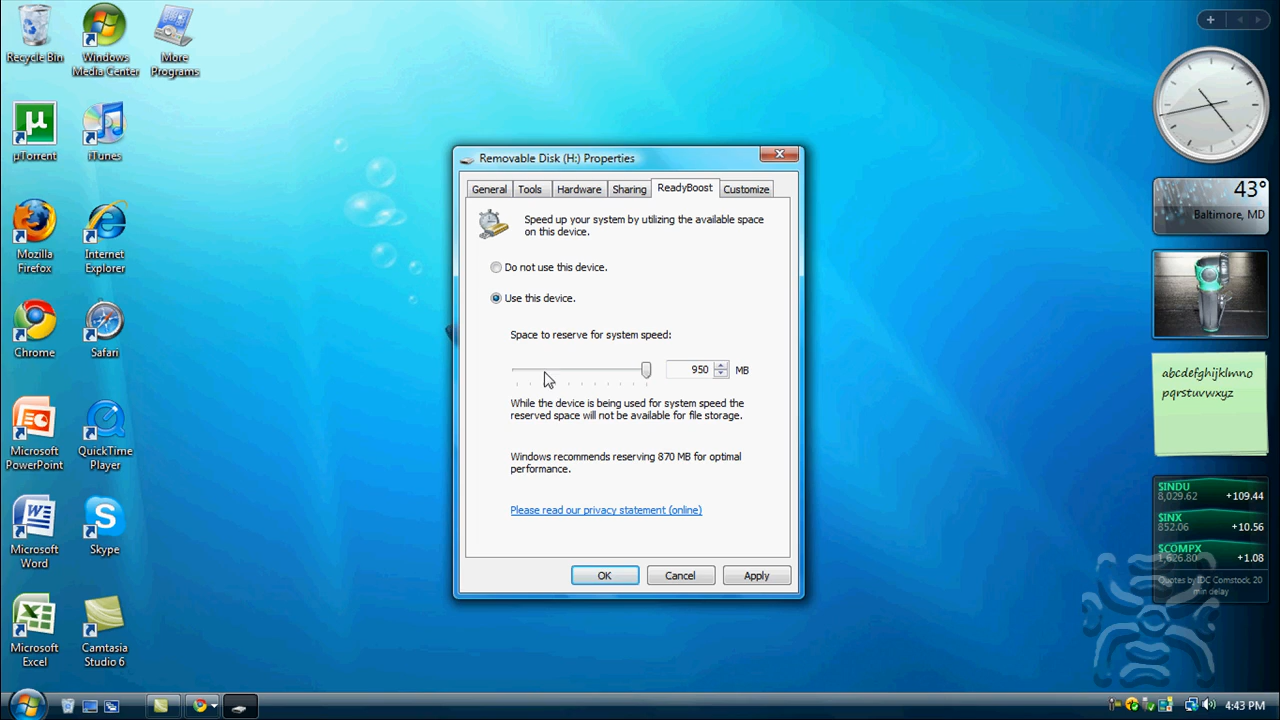 Recycle Bin
Windows
Media Center
More
Programs
µTorrent
iTunes
Mozilla
Firefox
Internet
Explorer
Chrome
Safari
Microsoft
PowerPoint
QuickTime
Player
Microsoft
Word
Skype
Microsoft
Excel
Camtasia
Studio 6
Removable Disk (H:) Properties
General
Tools
Hardware
Sharing
ReadyBoost
Customize
Speed up your system by utilizing the available space
on this device.
Do not use this device.
Use this device.
Space to reserve for system speed:
950 MB
While the device is being used for system speed the
reserved space will not be available for file storage.
Windows recommends reserving 870 MB for optimal
performance.
Please read our privacy statement (online)
OK
Cancel
Apply
43°
Baltimore, MD
abcdefghijklmno
pqrstuvwxyz
$INDU
8,029.62 +109.44
$INX
852.06 +10.56
$COMPX
1,626.80 +1.08
Quotes by IDC Comstock, 20
min delay
4:43 PM